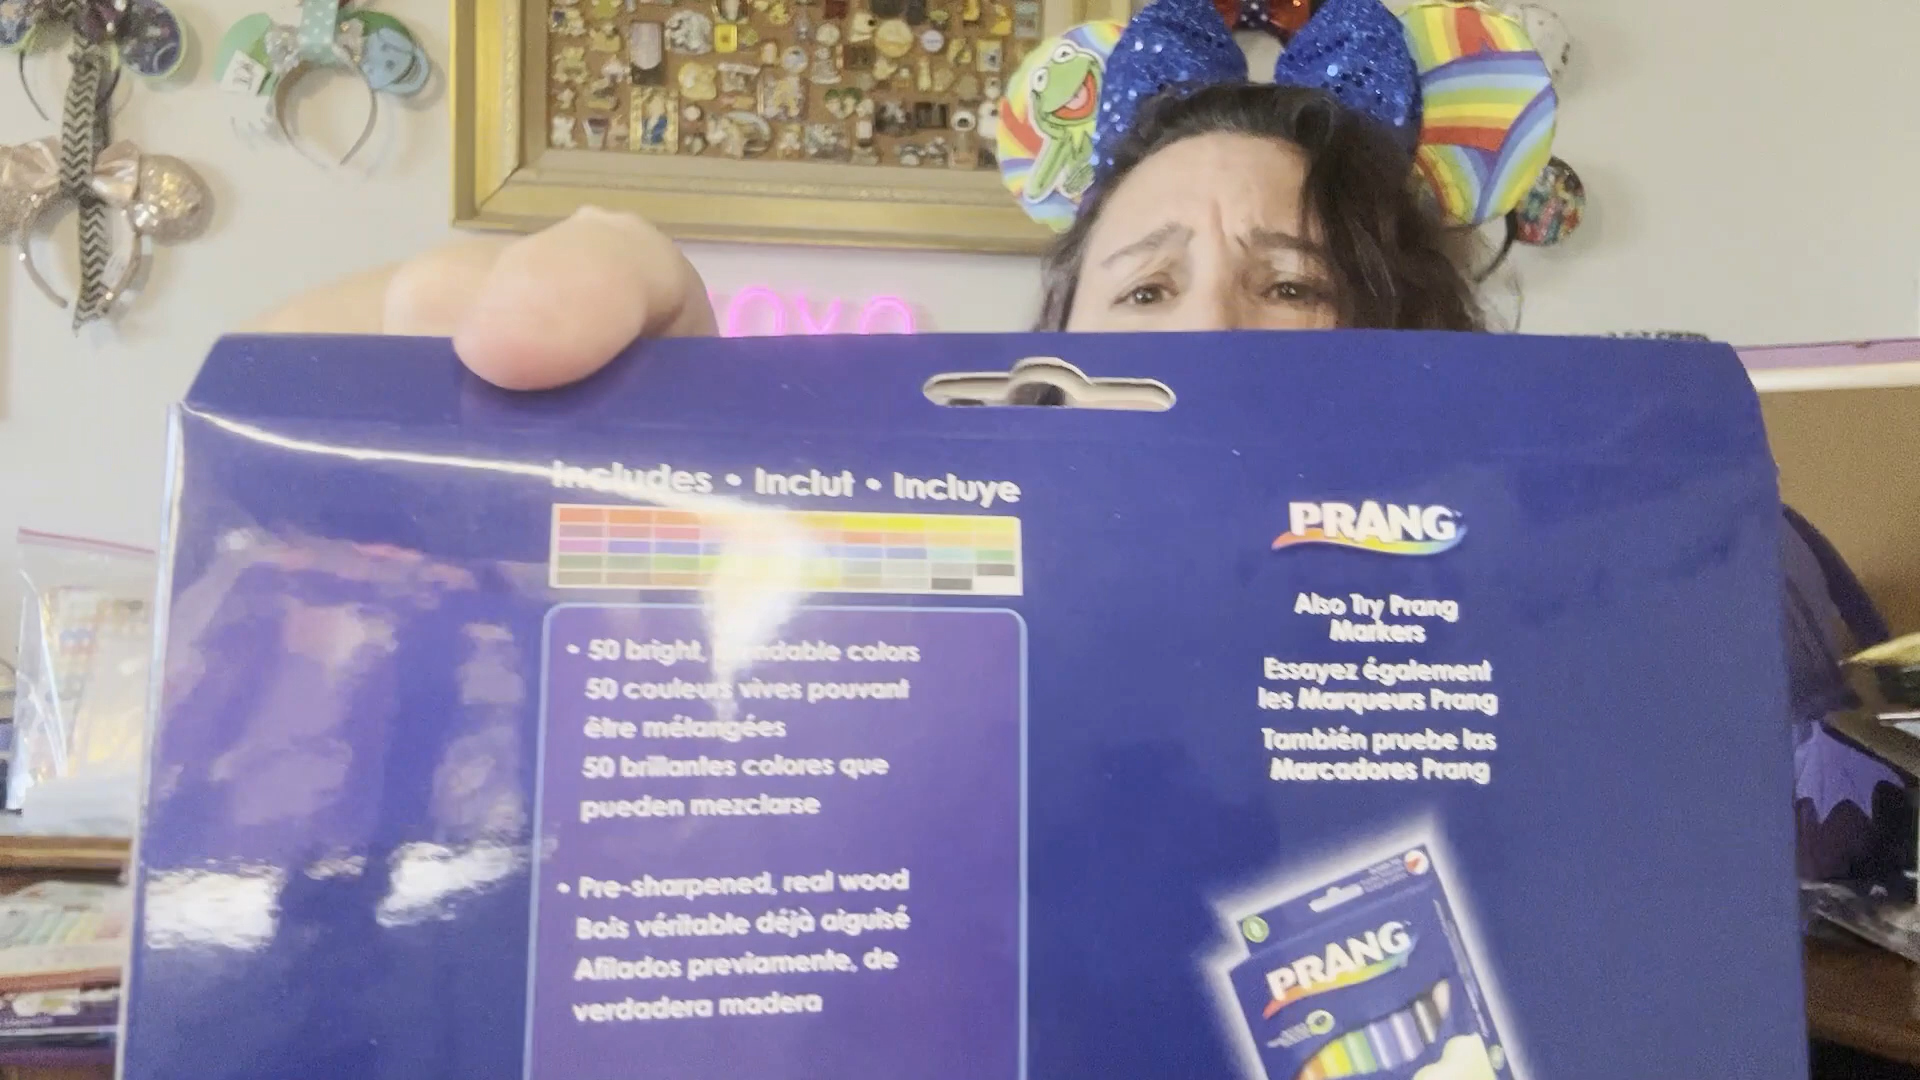 XOXO
Includes • Inclut • Incluye
• 50 bright, colors
50 couleurs vives pouvant
être mélangées
50 brillantes colores que
pueden mezclarse
• Pre-sharpened, real wood
Bois véritable déjà aiguisé
Afilados previamente, de
verdadera madera
PRANG
Also Try Prang
Markers
Essayez également
les Marqueurs Prang
También pruebe las
Marcadores Prang
PRANG